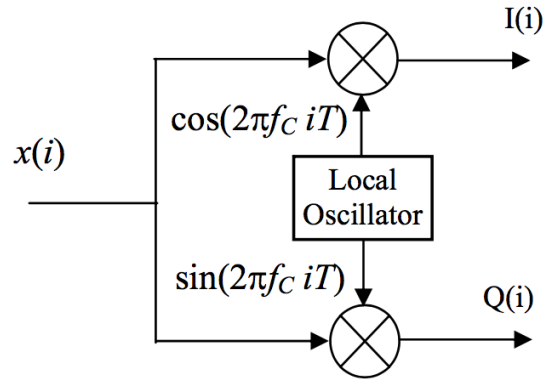 I(i)
cos(2πf_C iT)
x(i)
Local
Oscillator
sin(2πf_C iT)
Q(i)